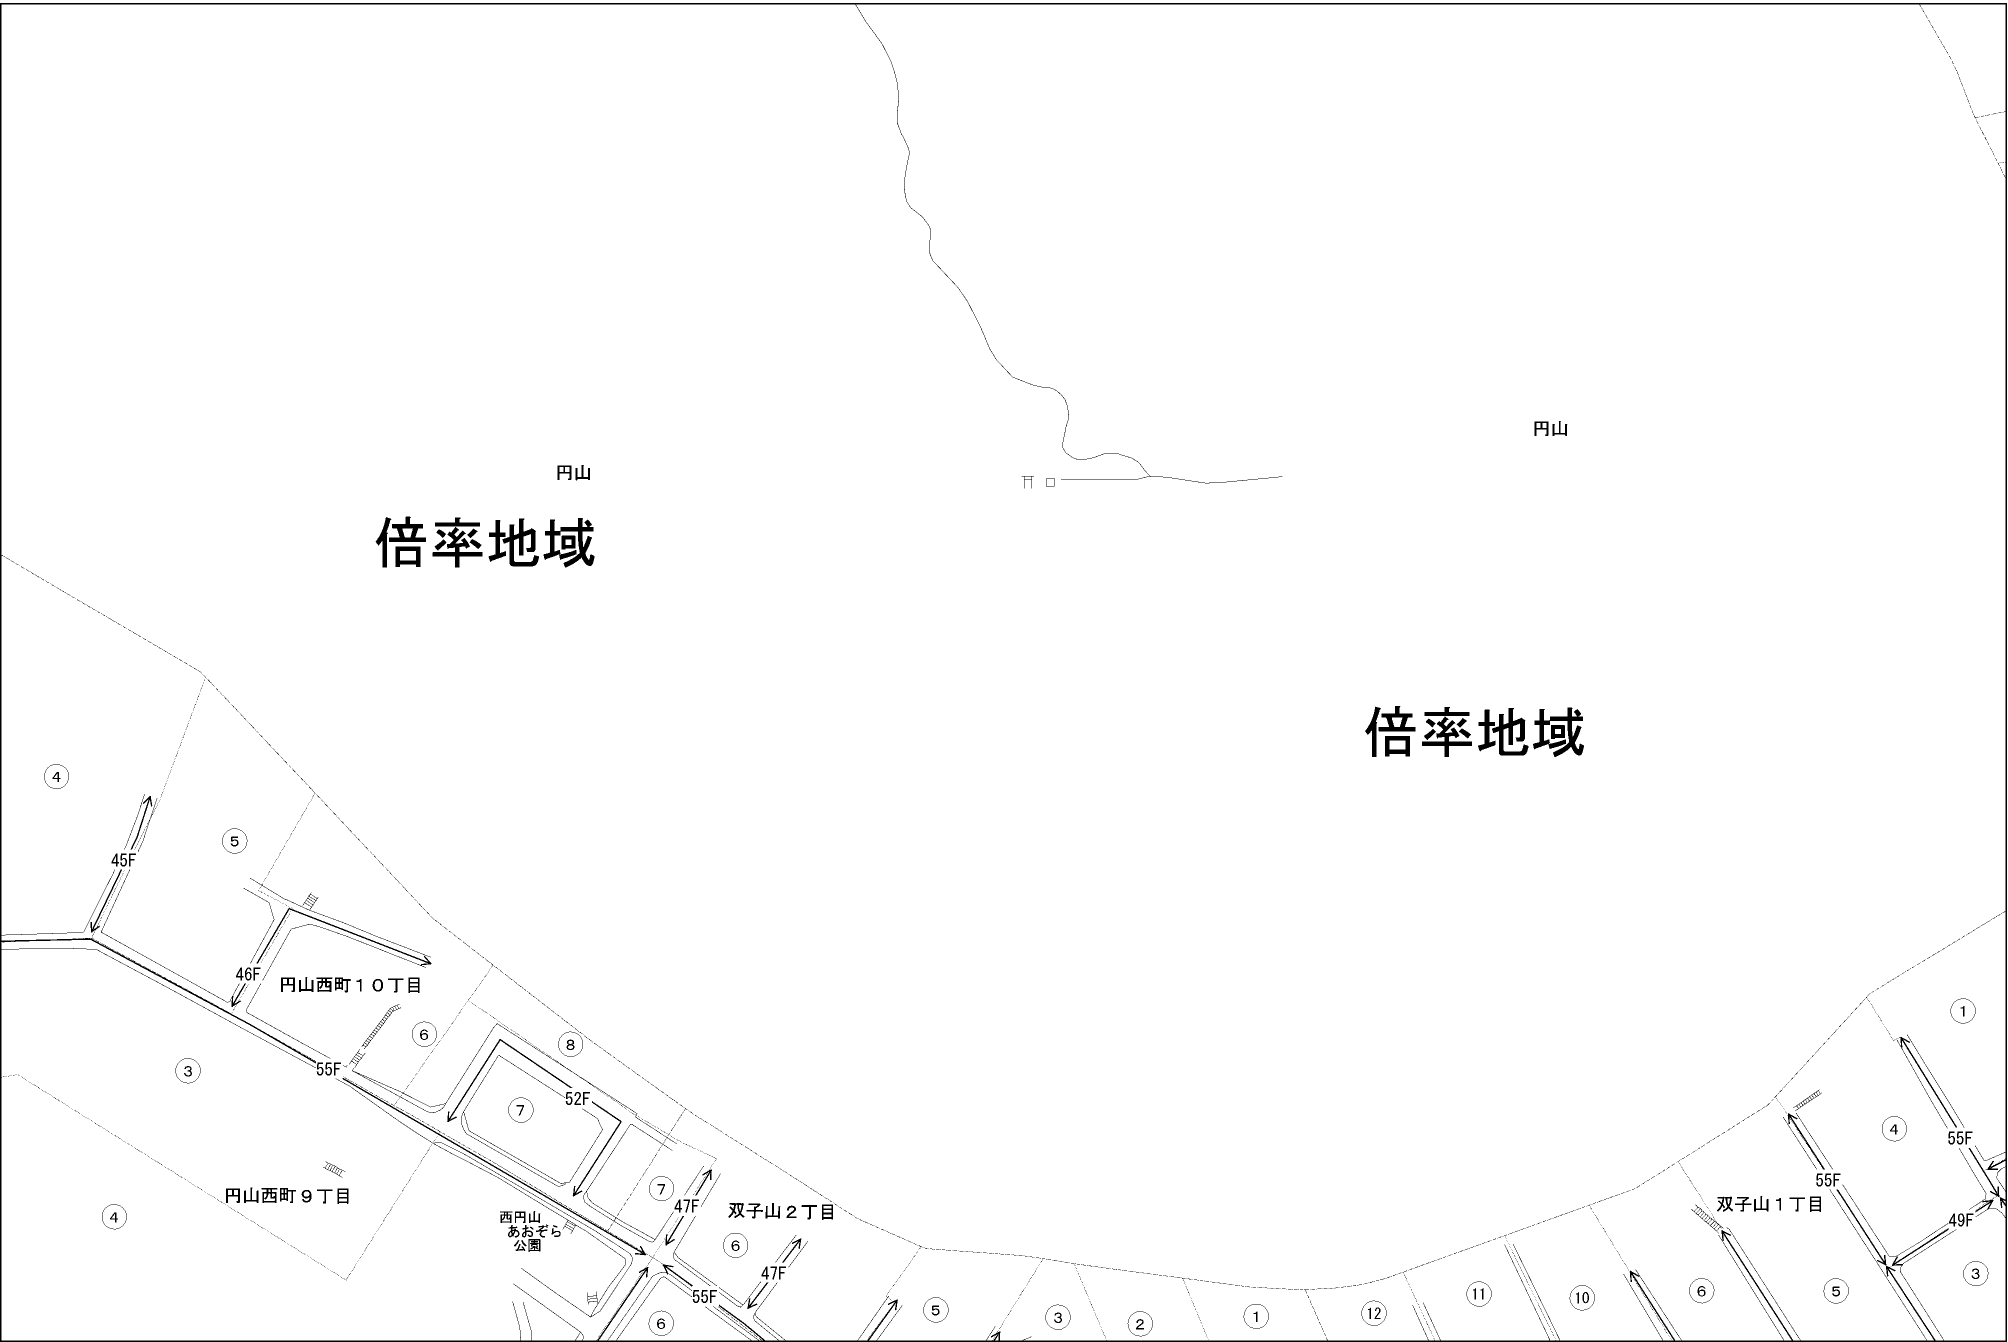 円山
円山
倍率地域
倍率地域
④
45F
⑤
46F
円山西町１０丁目
⑥
⑧
55F
③
52F
⑦
円山西町９丁目
④
西円山
あおぞら
公園
⑦
47F
双子山２丁目
⑥
47F
55F
⑥
⑤
③
②
①
⑫
⑪
⑩
⑥
⑤
双子山１丁目
55F
④
①
55F
49F
③